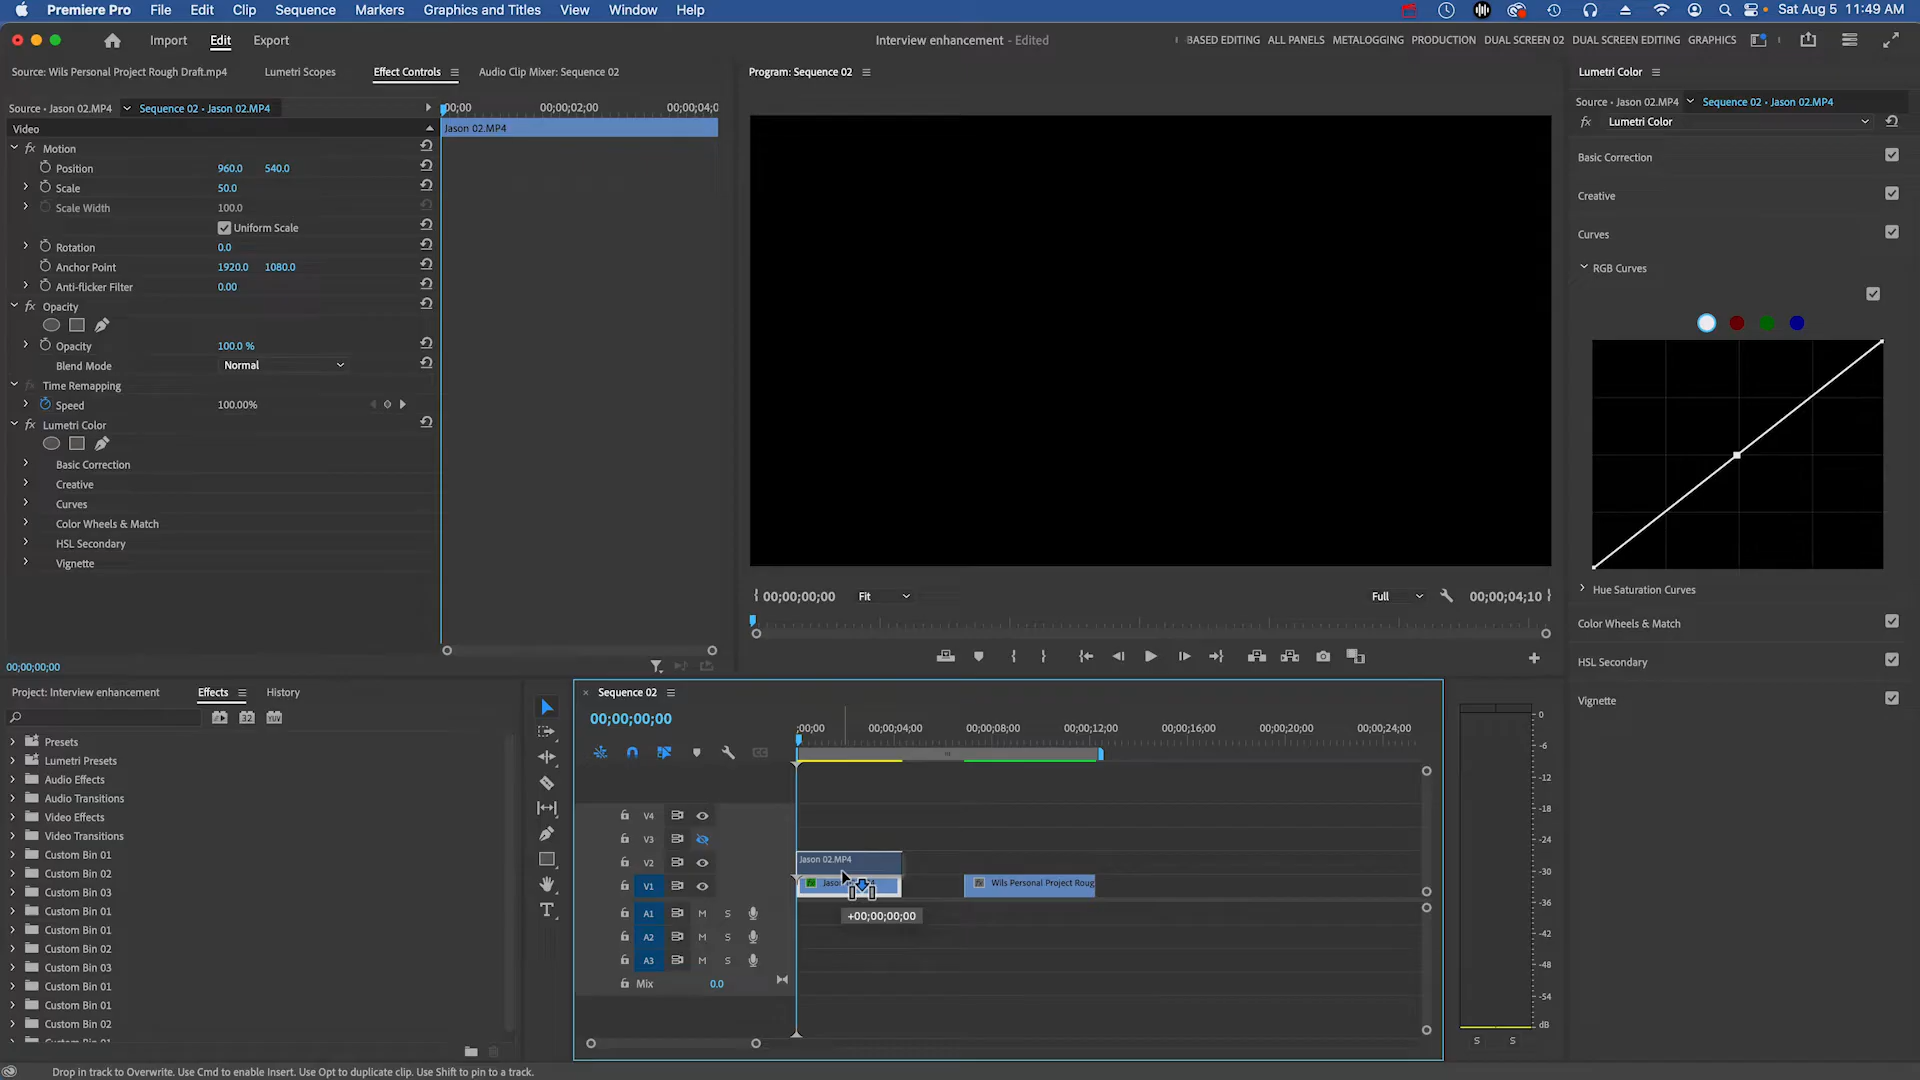 Premiere Pro File Edit Clip Sequence Markers Graphics and Titles View Window Help Sat Aug 5 11:49 AM
Import Edit Export Interview enhancement - Edited BASED EDITING ALL PANELS METALOGGING PRODUCTION DUAL SCREEN 02 DUAL SCREEN EDITING GRAPHICS
Source: Wils Personal Project Rough Draft.mp4 Lumetri Scopes Effect Controls Audio Clip Mixer: Sequence 02 Program: Sequence 02 Lumetri Color
Source • Jason 02.MP4 Sequence 02 • Jason 02.MP4 00;00 00;00;02;00 00;00;04;0 Source • Jason 02.MP4 Sequence 02 • Jason 02.MP4
Video Jason 02.MP4 fx Lumetri Color
fx Motion
Position 960.0 540.0 Basic Correction
Scale 50.0 Creative
Scale Width 100.0
Uniform Scale Curves
Rotation 0.0
Anchor Point 1920.0 1080.0 RGB Curves
Anti-flicker Filter 0.00
fx Opacity
Opacity 100.0 %
Blend Mode Normal
fx Time Remapping
Speed 100.00%
fx Lumetri Color
Basic Correction
Creative
Curves
Color Wheels & Match
HSL Secondary
Vignette
00;00;00;00 Fit Full 00;00;04;10 Hue Saturation Curves
Color Wheels & Match
00;00;00;00 HSL Secondary
Vignette
Project: Interview enhancement Effects History Sequence 02
32 YUV 00;00;00;00 ;00;00 00;00;04;00 00;00;08;00 00;00;12;00 00;00;16;00 00;00;20;00 00;00;24;00
CC
Presets
Lumetri Presets
Audio Effects
Audio Transitions
Video Effects
Video Transitions
Custom Bin 01
Custom Bin 02
Custom Bin 03
Custom Bin 01
Custom Bin 01
Custom Bin 02
Custom Bin 03
Custom Bin 01
Custom Bin 01
Custom Bin 02
V4
V3
V2 Jason 02.MP4
V1 Wils Personal Project Roug
A1 M S +00;00;00;00
A2 M S
A3 M S
Mix 0.0
0
-6
-12
-18
-24
-30
-36
-42
-48
-54
dB
S S
Drop in track to Overwrite. Use Cmd to enable Insert. Use Opt to duplicate clip. Use Shift to pin to a track.